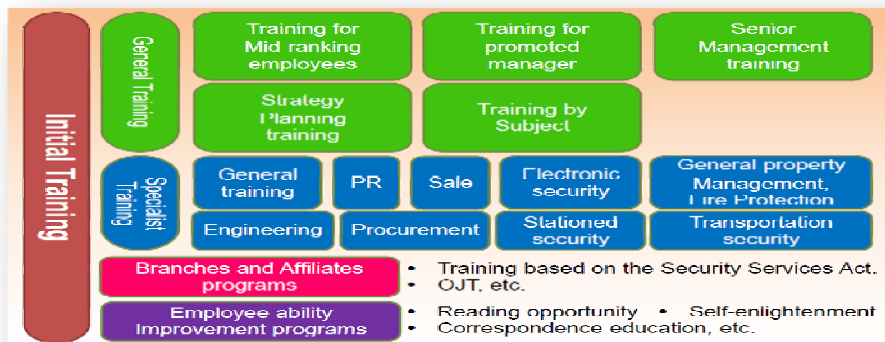 Initial Training
General Training
Training for
Mid ranking
employees
Training for
promoted
manager
Senior
Management
training
Strategy
Planning
training
Training by
Subject
Specialist
Training
General
training
PR
Sale
Electronic
security
General property
Management,
Fire Protection
Engineering
Procurement
Stationed
security
Transportation
security
Branches and Affiliates
programs
• Training based on the Security Services Act.
• OJT, etc.
Employee ability
Improvement programs
• Reading opportunity • Self-enlightenment
• Correspondence education, etc.